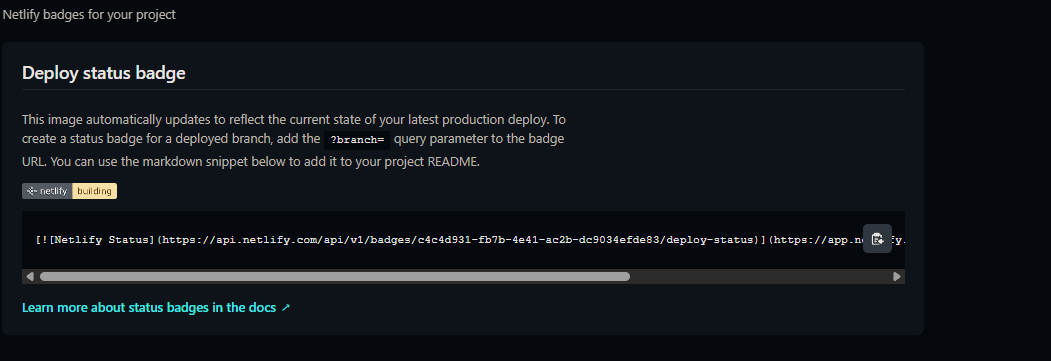 Netlify badges for your project
Deploy status badge
This image automatically updates to reflect the current state of your latest production deploy. To
create a status badge for a deployed branch, add the ?branch= query parameter to the badge
URL. You can use the markdown snippet below to add it to your project README.
netlify building
[![Netlify Status](https://api.netlify.com/api/v1/badges/c4c4d931-fb7b-4e41-ac2b-dc9034efde83/deploy-status)](https://app.ne
Learn more about status badges in the docs ↗